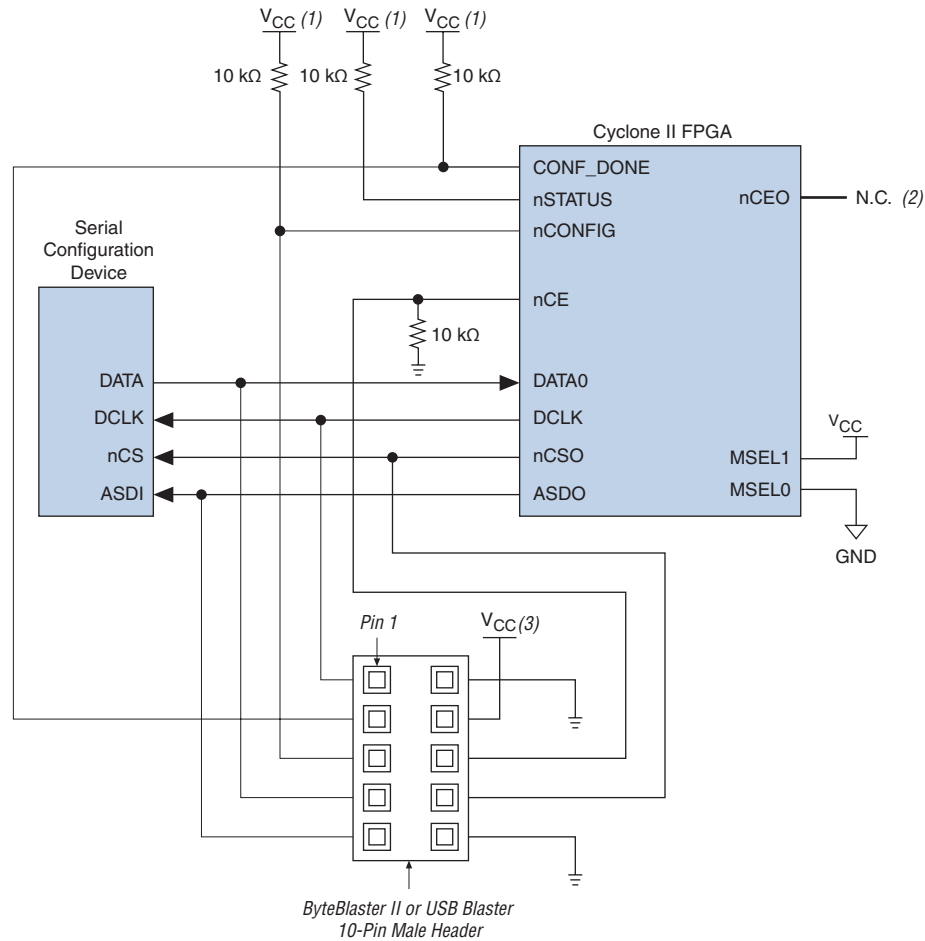 VCC (1) VCC (1) VCC (1)
10 kΩ 10 kΩ 10 kΩ
Cyclone II FPGA
CONF_DONE
nSTATUS
nCEO
N.C. (2)
nCONFIG
Serial
Configuration
Device
nCE
10 kΩ
DATA
DATA0
DCLK
DCLK
nCS
nCSO
ASDI
ASDO
VCC
MSEL1
MSEL0
GND
Pin 1
VCC (3)
ByteBlaster II or USB Blaster
10-Pin Male Header